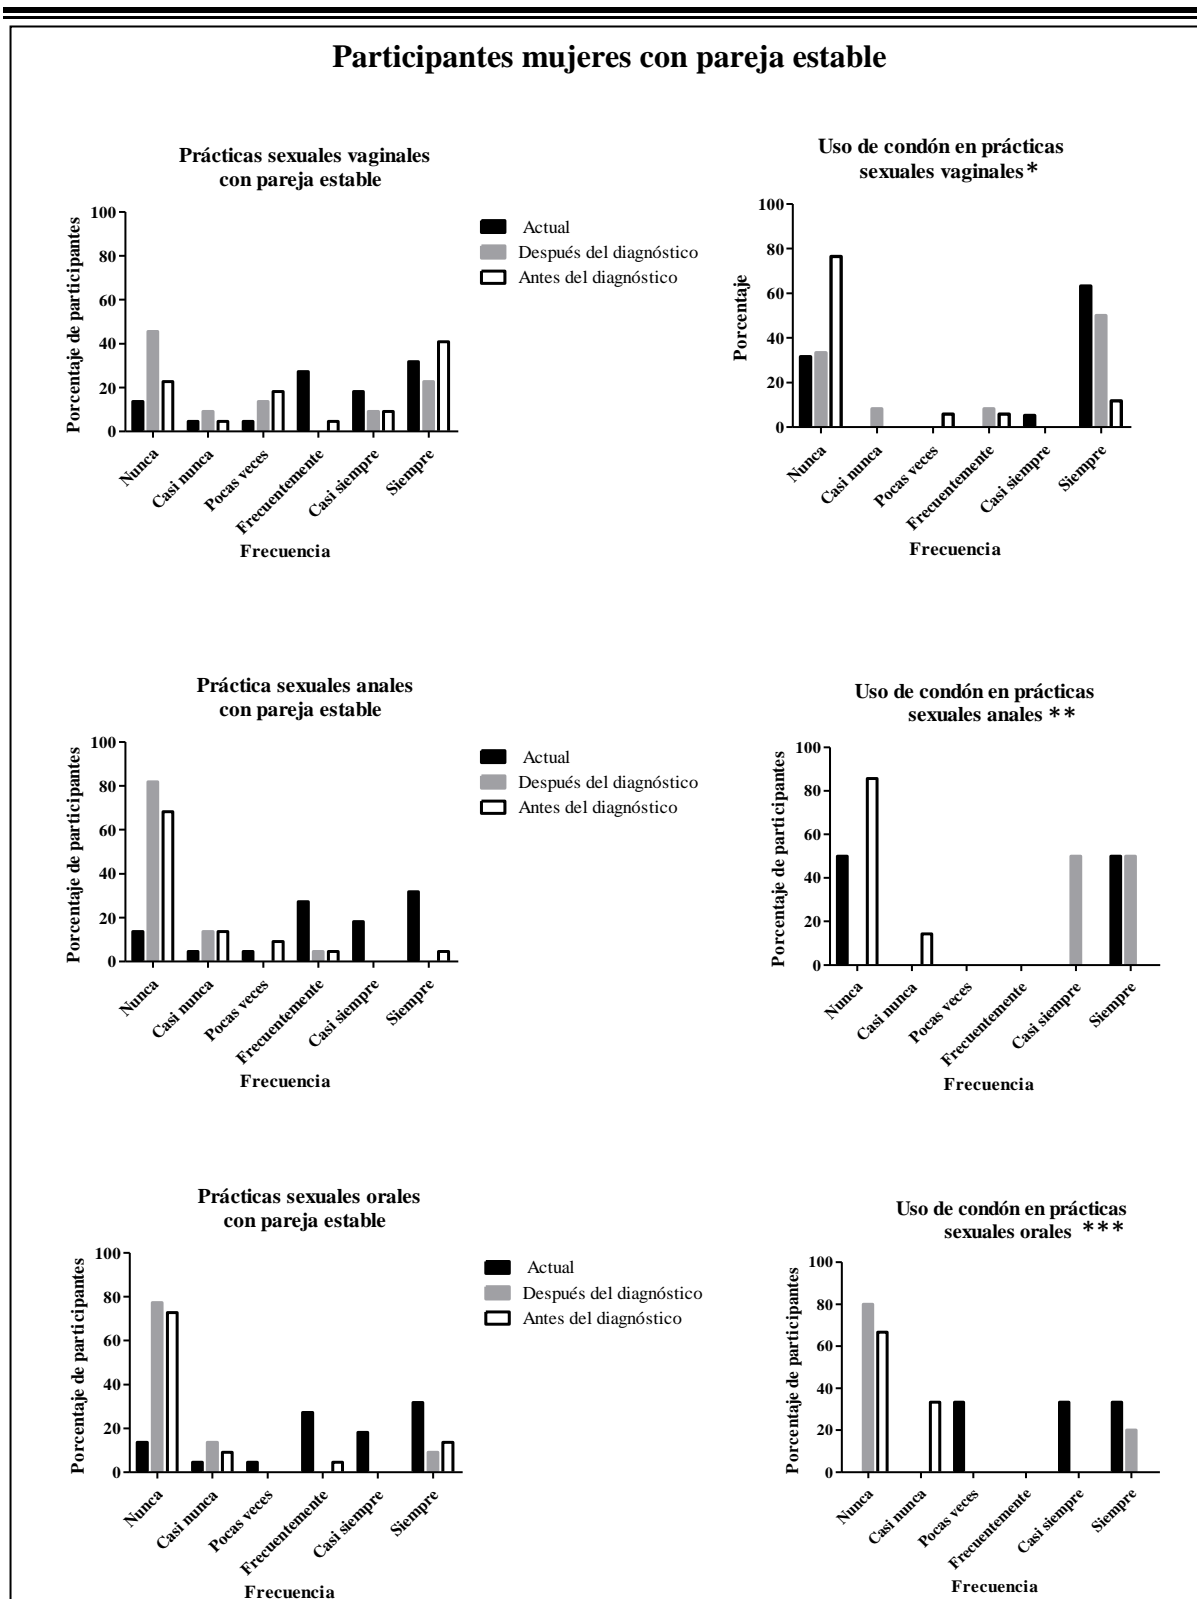 Participantes mujeres con pareja estable
Prácticas sexuales vaginales
con pareja estable
Porcentaje de participantes
100
80
60
40
20
0
Nunca
Casi nunca
Pocas veces
Frecuentemente
Casi siempre
Siempre
Frecuencia
Actual
Después del diagnóstico
Antes del diagnóstico
Uso de condón en prácticas
sexuales vaginales*
Porcentaje
100
80
60
40
20
0
Nunca
Casi nunca
Pocas veces
Frecuentemente
Casi siempre
Siempre
Frecuencia
Práctica sexuales anales
con pareja estable
Porcentaje de participantes
100
80
60
40
20
0
Nunca
Casi nunca
Pocas veces
Frecuentemente
Casi siempre
Siempre
Frecuencia
Actual
Después del diagnóstico
Antes del diagnóstico
Uso de condón en prácticas
sexuales anales **
Porcentaje de participantes
100
80
60
40
20
0
Nunca
Casi nunca
Pocas veces
Frecuentemente
Casi siempre
Siempre
Frecuencia
Prácticas sexuales orales
con pareja estable
Porcentaje de participantes
100
80
60
40
20
0
Nunca
Casi nunca
Pocas veces
Frecuentemente
Casi siempre
Siempre
Frecuencia
Actual
Después del diagnóstico
Antes del diagnóstico
Uso de condón en prácticas
sexuales orales ***
Porcentaje de participantes
100
80
60
40
20
0
Nunca
Casi nunca
Pocas veces
Frecuentemente
Casi siempre
Siempre
Frecuencia